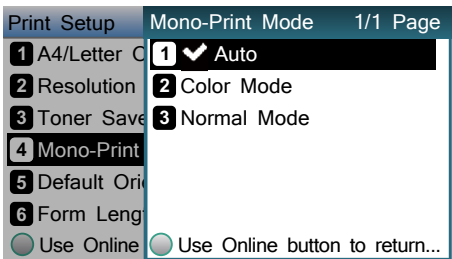 Print Setup
1 A4/Letter
2 Resolution
3 Toner Save
4 Mono-Print
5 Default
6 Form
Use Online
Mono-Print Mode 1/1 Page
1 ✔ Auto
2 Color Mode
3 Normal Mode
Use Online button to return...